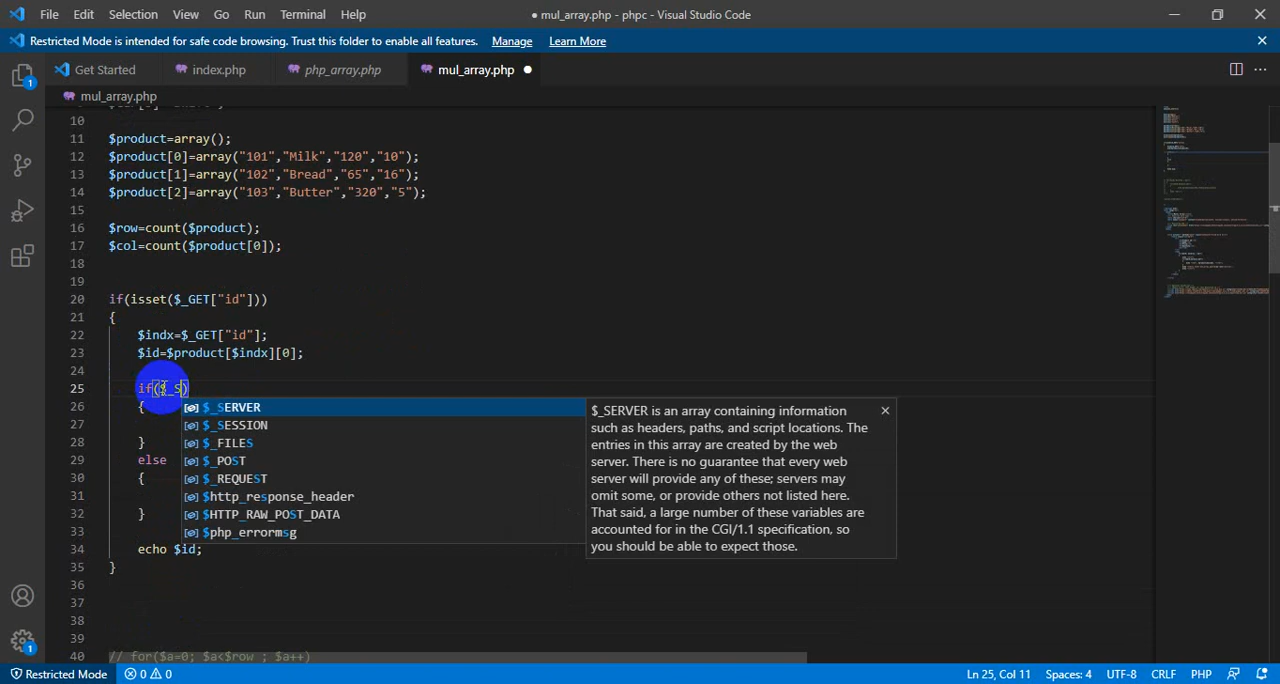 File Edit Selection View Go Run Terminal Help ● mul_array.php - phpc - Visual Studio Code
Restricted Mode is intended for safe code browsing. Trust this folder to enable all features. Manage Learn More
Get Started index.php php_array.php mul_array.php
mul_array.php
10
11 $product=array();
12 $product[0]=array("101","Milk","120","10");
13 $product[1]=array("102","Bread","65","16");
14 $product[2]=array("103","Butter","320","5");
15
16 $row=count($product);
17 $col=count($product[0]);
18
19
20 if(isset($_GET["id"]))
21 {
22 $indx=$_GET["id"];
23 $id=$product[$indx][0];
24
25 if($_S)
26 {
27
28 }
29 else
30 {
31
32 }
33
34 echo $id;
35 }
36
37
38
39
40 // for($a=0; $a<$row ; $a++)
$_SERVER
$_SESSION
$_FILES
$_POST
$_REQUEST
$http_response_header
$HTTP_RAW_POST_DATA
$php_errormsg
$_SERVER is an array containing information
such as headers, paths, and script locations. The
entries in this array are created by the web
server. There is no guarantee that every web
server will provide any of these; servers may
omit some, or provide others not listed here.
That said, a large number of these variables are
accounted for in the CGI/1.1 specification, so
you should be able to expect those.
1
1
Restricted Mode 0 0 Ln 25, Col 11 Spaces: 4 UTF-8 CRLF PHP